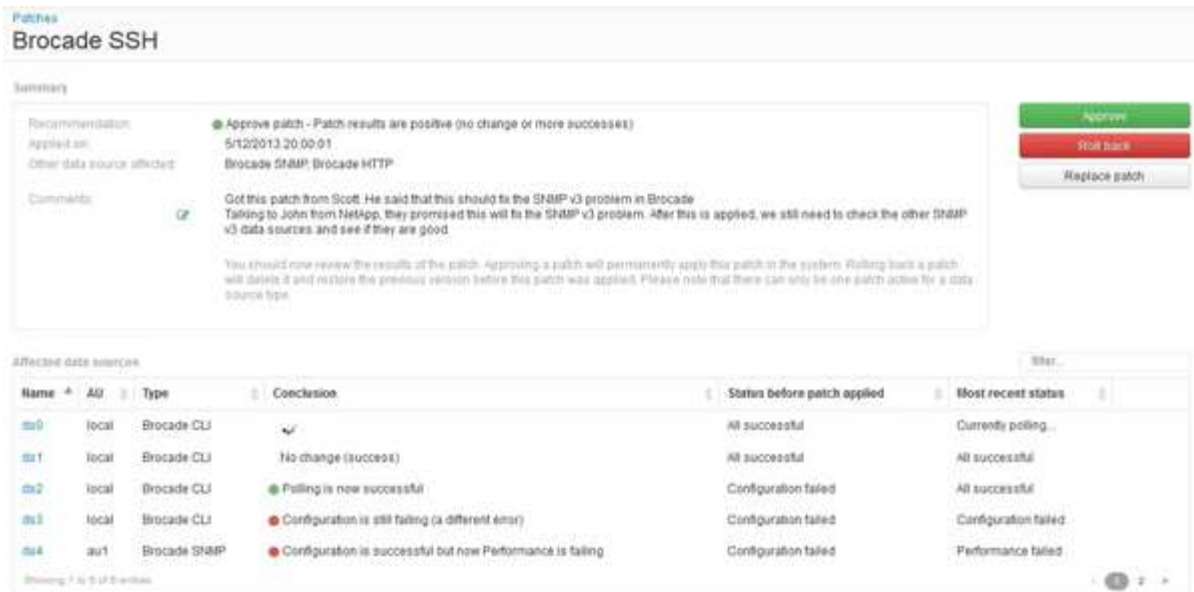 Patches
Brocade SSH
Summary
Recommendation: Approve patch - Patch results are positive (no change or more successes)
Applied on: 5/12/2013 20:00:01
Other data source affected: Brocade SNMP, Brocade HTTP
Comments: Got this patch from Scott. He said that this should fix the SNMP v3 problem in Brocade
Talking to John from NetApp, they promised this will fix the SNMP v3 problem. After this is applied, we still need to check the other SNMP
v3 data sources and see if they are good
You should now review the results of the patch. Approving a patch will permanently apply this patch in the system. Rolling back a patch
will delete it and restore the previous version before this patch was applied. Please note that there can only be one patch active for a data
source type.
Approve
Roll back
Replace patch
Affected data sources
filter...
Name AU Type Conclusion Status before patch applied Most recent status
ds0 local Brocade CLI All successful Currently polling...
ds1 local Brocade CLI No change (success) All successful All successful
ds2 local Brocade CLI Polling is now successful Configuration failed All successful
ds3 local Brocade CLI Configuration is still failing (a different error) Configuration failed Configuration failed
ds4 au1 Brocade SNMP Configuration is successful but now Performance is failing Configuration failed Performance failed
Showing 1 to 5 of 6 entries
1 2